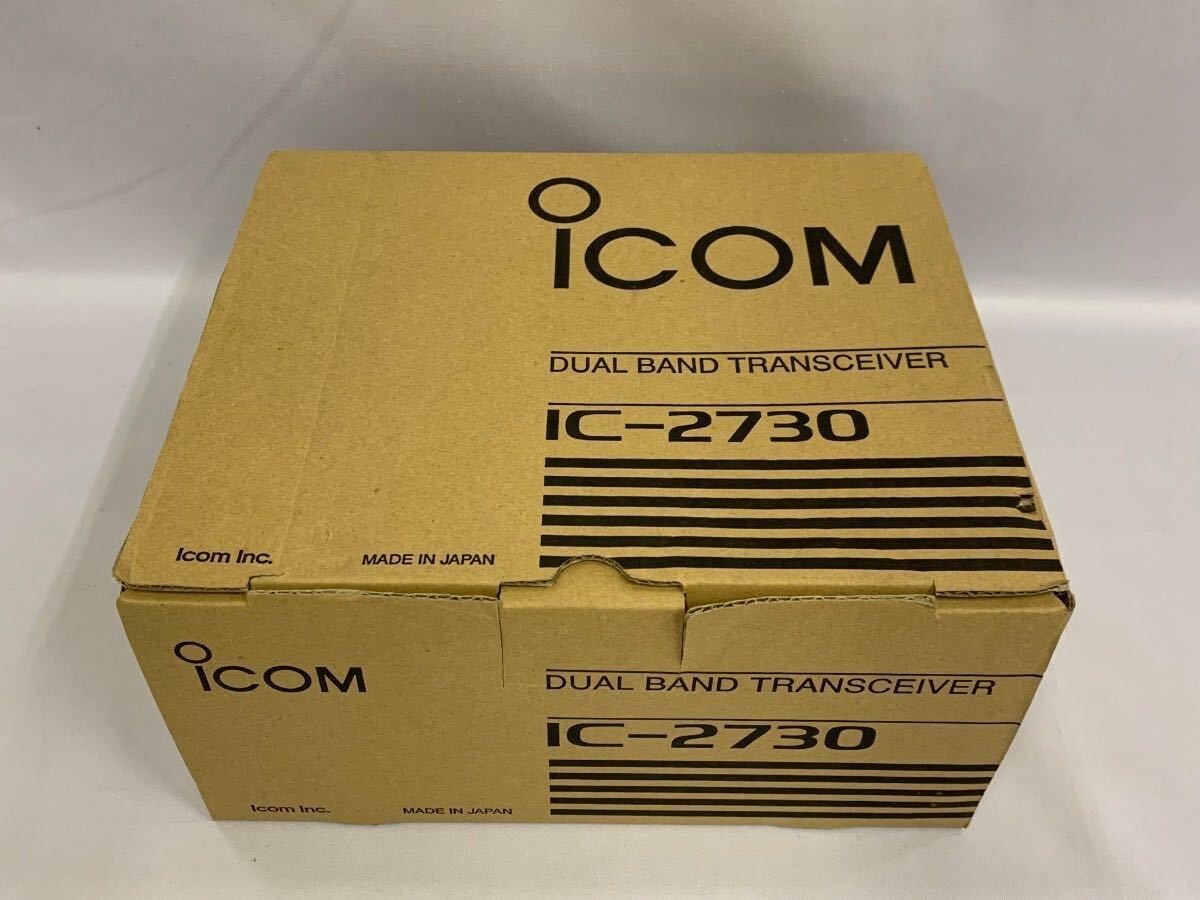 ICOM
DUAL BAND TRANSCEIVER
IC-2730
Icom Inc.
MADE IN JAPAN
ICOM
DUAL BAND TRANSCEIVER
IC-2730
Icom Inc.
MADE IN JAPAN